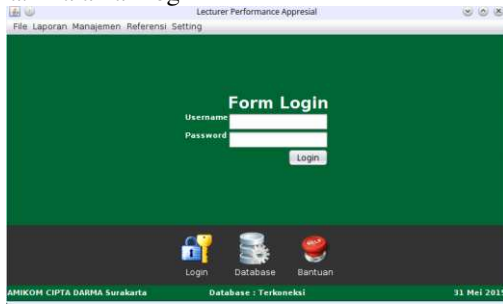 Lecturer Performance Appresial
File Laporan Manajemen Referensi Setting
Form Login
Username
Password
Login
Login Database Bantuan
AMIKOM CIPTA DARMA Surakarta Database : Terkoneksi 31 Mei 201